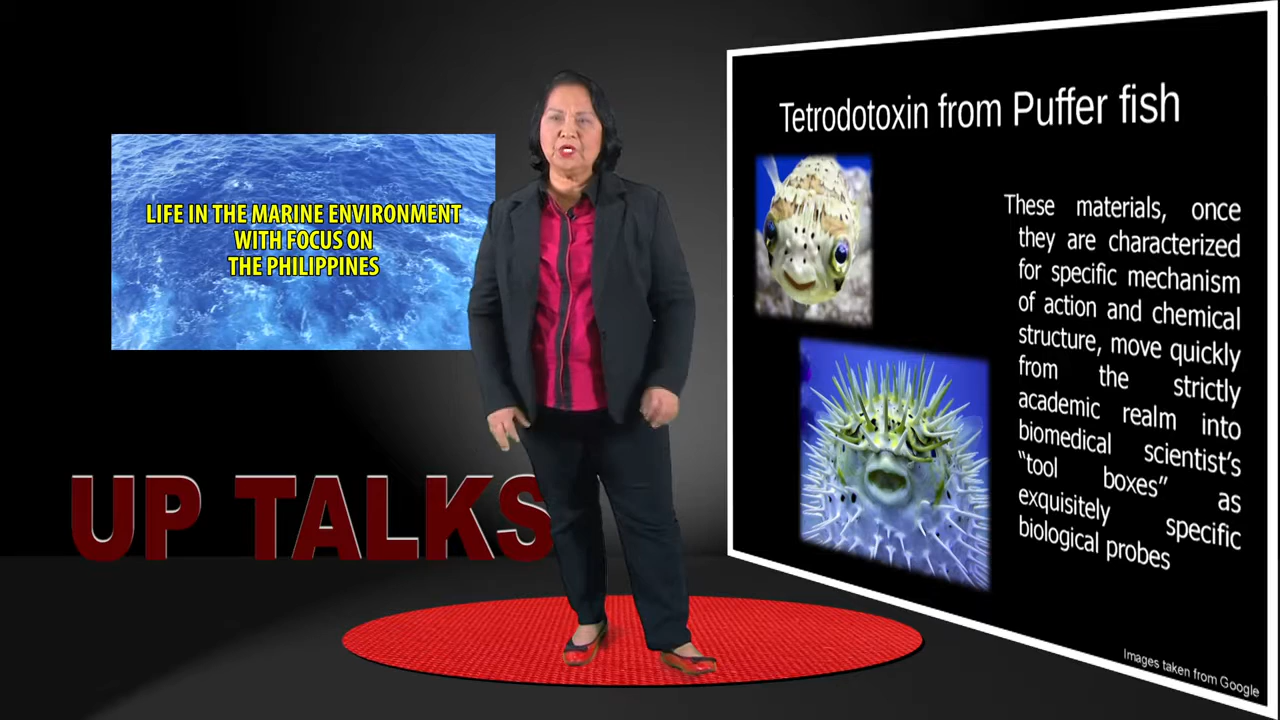 LIFE IN THE MARINE ENVIRONMENT
WITH FOCUS ON
THE PHILIPPINES
UP TALKS
Tetrodotoxin from Puffer fish
These materials, once
they are characterized
for specific mechanism
of action and chemical
structure, move quickly
from the strictly
academic realm into
biomedical scientist's
"tool boxes" as
exquisitely specific
biological probes
Images taken from Google